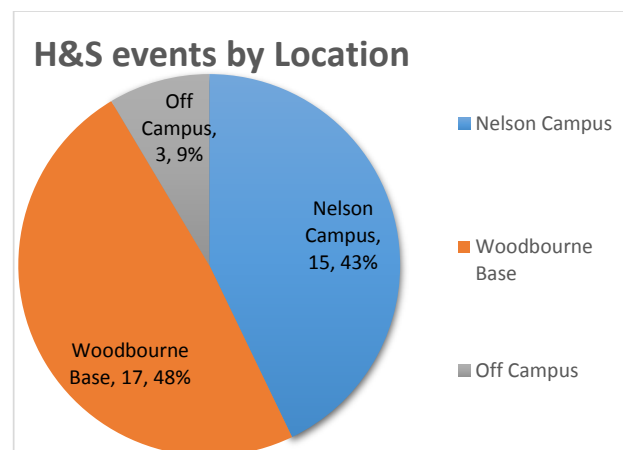 H&S events by Location
Off
Campus,
3, 9%
Nelson
Campus,
15, 43%
Woodbourne
Base, 17, 48%
Nelson Campus
Woodbourne
Base
Off Campus